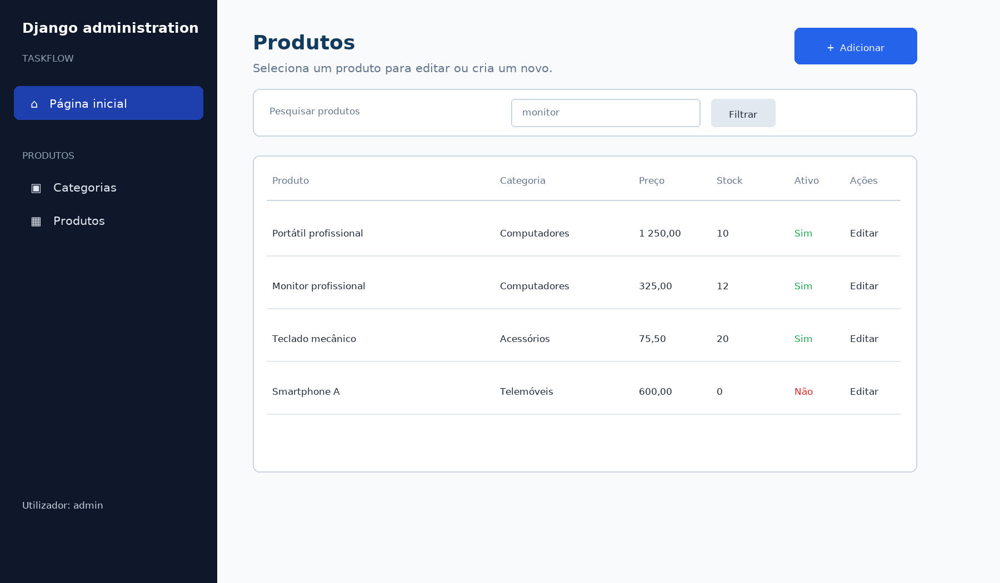 Django administration
TASKFLOW
⌂ Página inicial
PRODUTOS
▣ Categorias
▦ Produtos
Utilizador: admin
Produtos
Seleciona um produto para editar ou cria um novo.
+ Adicionar
Pesquisar produtos monitor Filtrar
Produto Categoria Preço Stock Ativo Ações
Portátil profissional Computadores 1 250,00 10 Sim Editar
Monitor profissional Computadores 325,00 12 Sim Editar
Teclado mecânico Acessórios 75,50 20 Sim Editar
Smartphone A Telemóveis 600,00 0 Não Editar